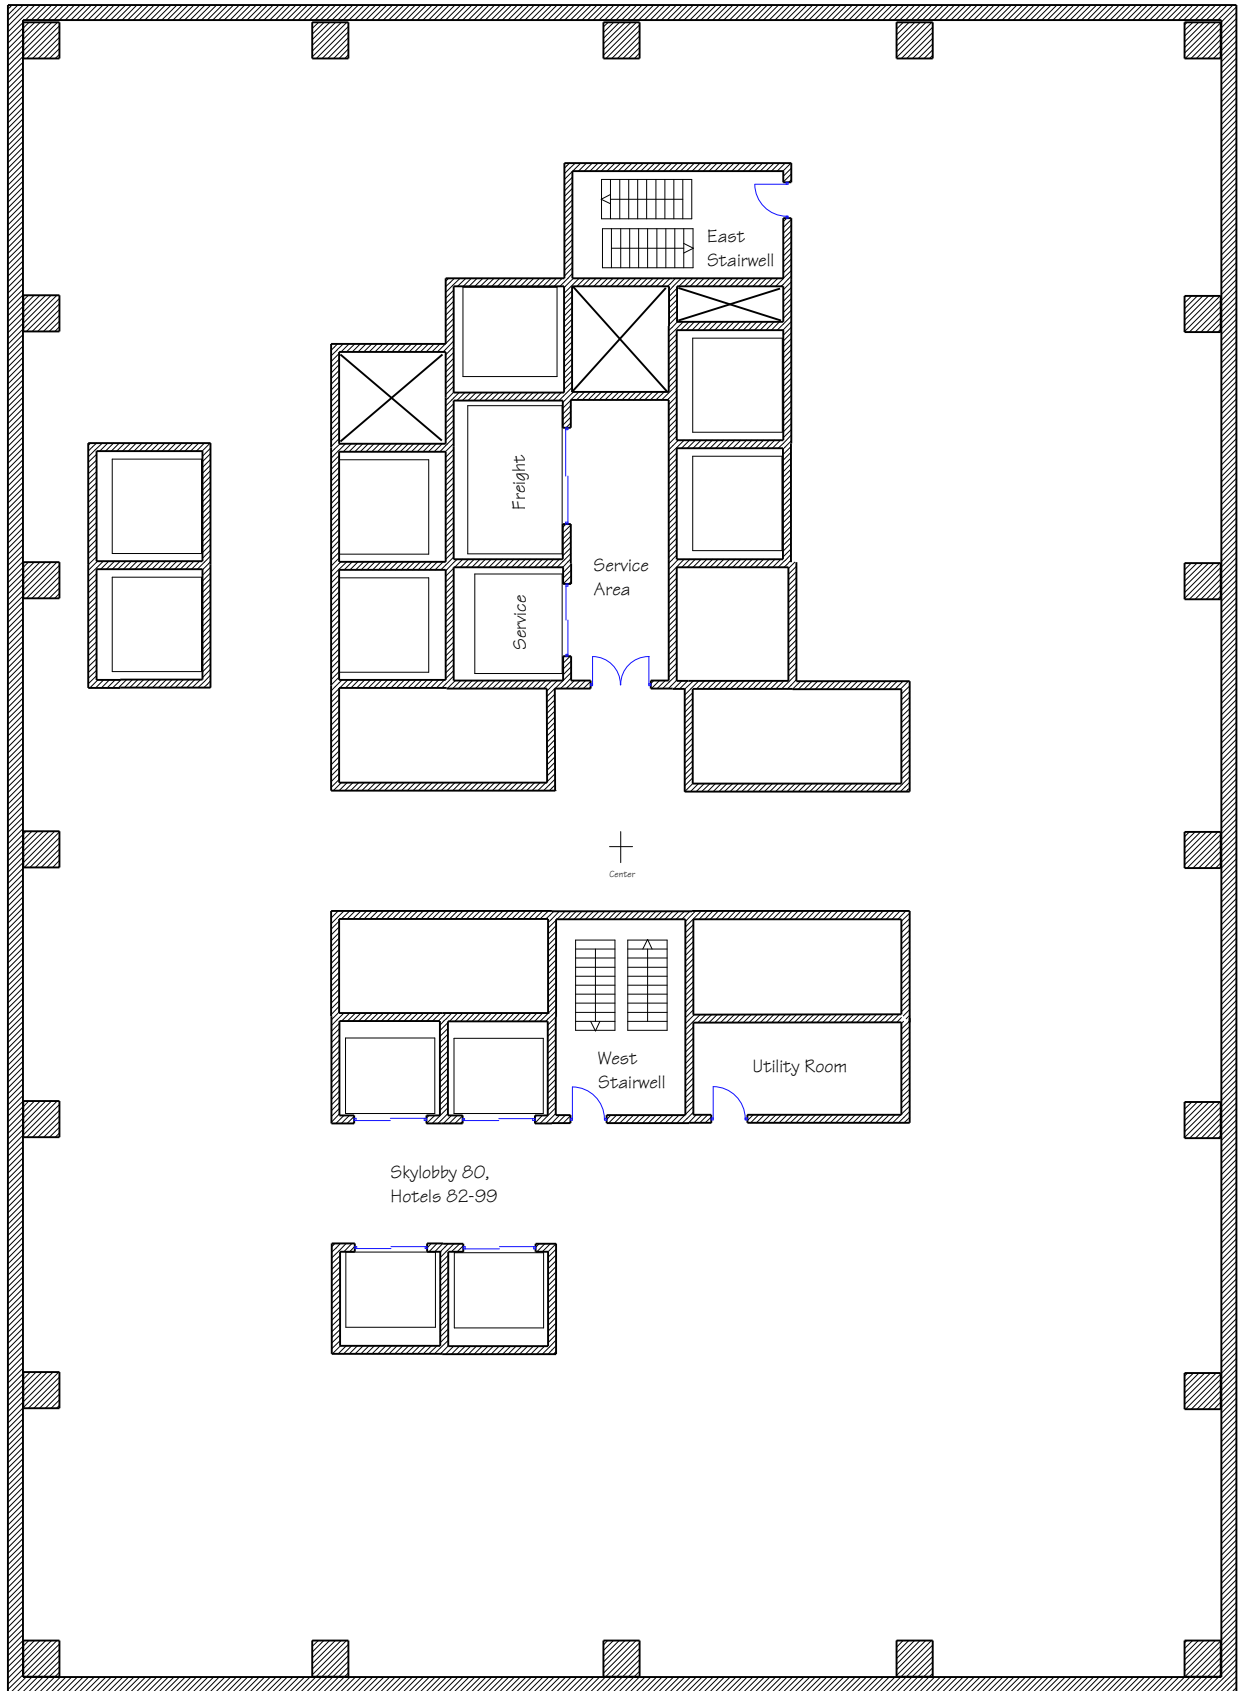 East
Stairwell
Freight
Service
Area
Service
Center
West
Stairwell
Utility Room
Skylobby 80,
Hotels 82-99